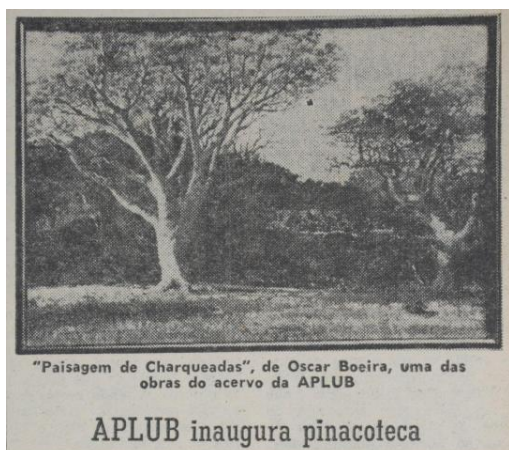 "Paisagem de Charqueadas", de Oscar Boeira, uma das
obras do acervo da APLUB
APLUB inaugura pinacoteca